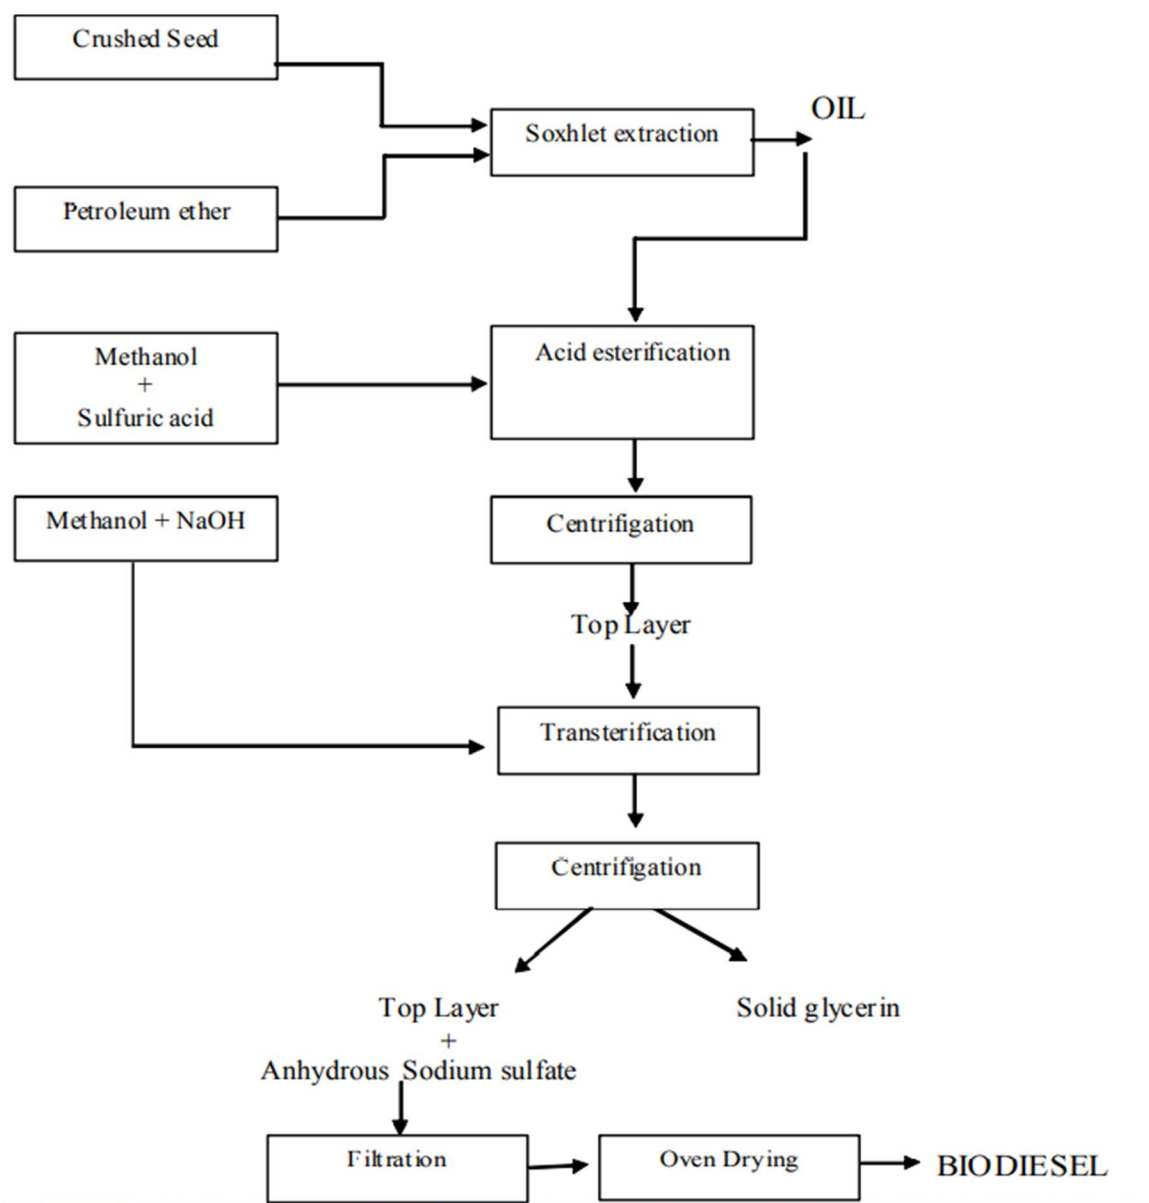 Crushed Seed
OIL
Soxhlet extraction
Petroleum ether
Methanol
+
Sulfuric acid
Acid esterification
Methanol + NaOH
Centrifigation
Top Layer
Transterification
Centrifigation
Top Layer
+
Anhydrous Sodium sulfate
Solid glycerin
Filtration
Oven Drying
BIODIESEL